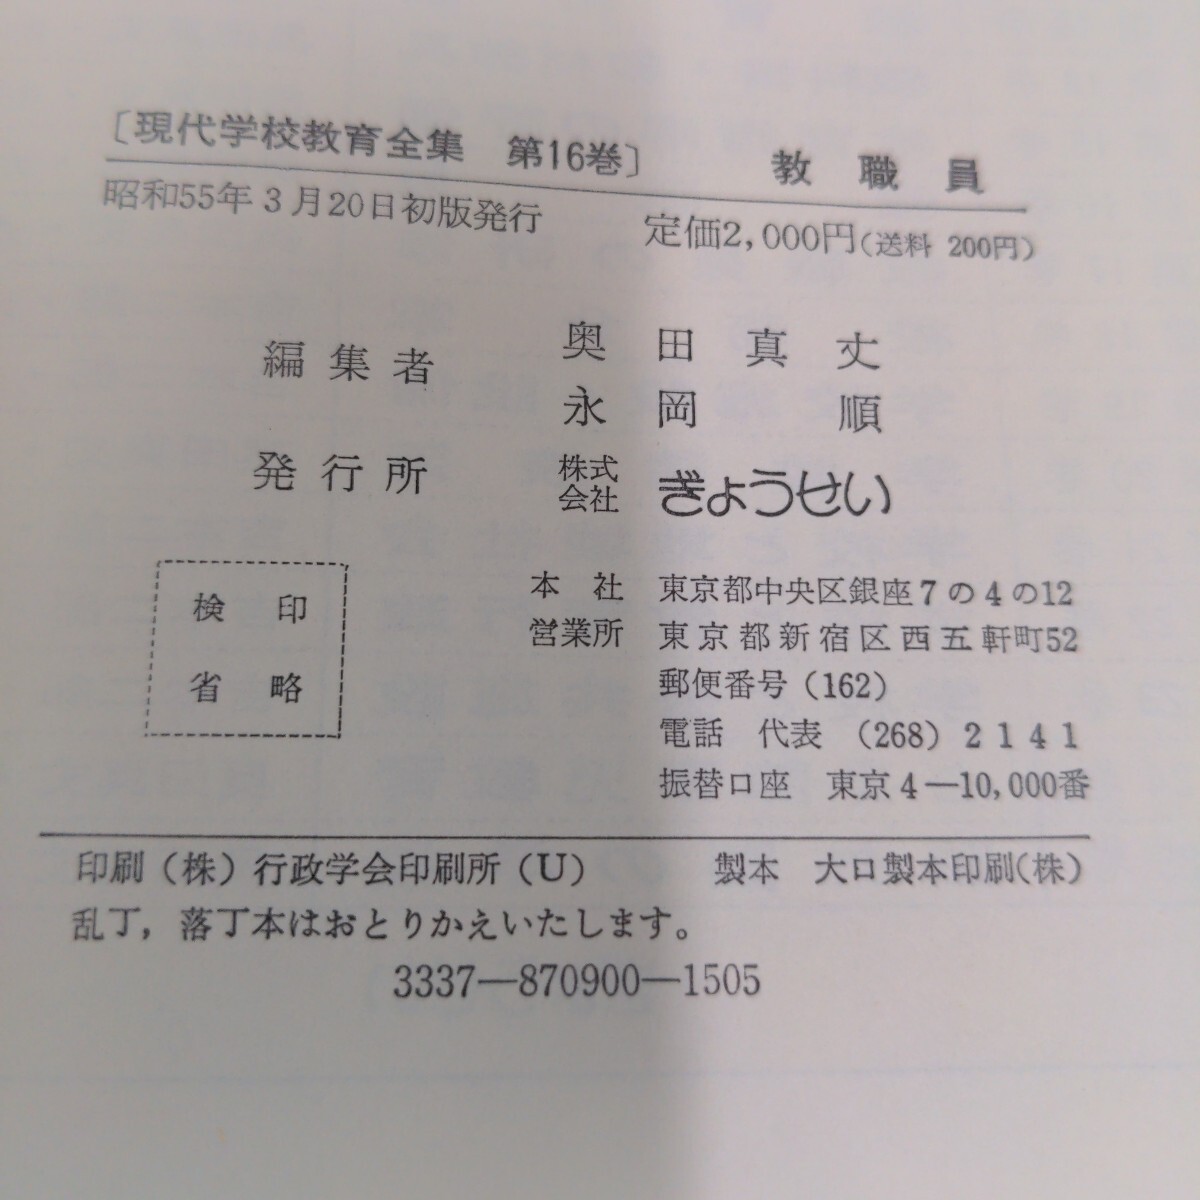 〔現代学校教育全集　第16巻〕　教職員
昭和55年3月20日初版発行　定価2,000円(送料 200円)
編集者　奥田真丈
永岡　順
発行所　株式会社　ぎょうせい
検印
省略
本社　東京都中央区銀座7の4の12
営業所　東京都新宿区西五軒町52
郵便番号（162）
電話　代表　（268）2141
振替口座　東京4―10,000番
印刷（株）行政学会印刷所（U）　製本　大口製本印刷(株)
乱丁，落丁本はおとりかえいたします。
3337―870900―1505